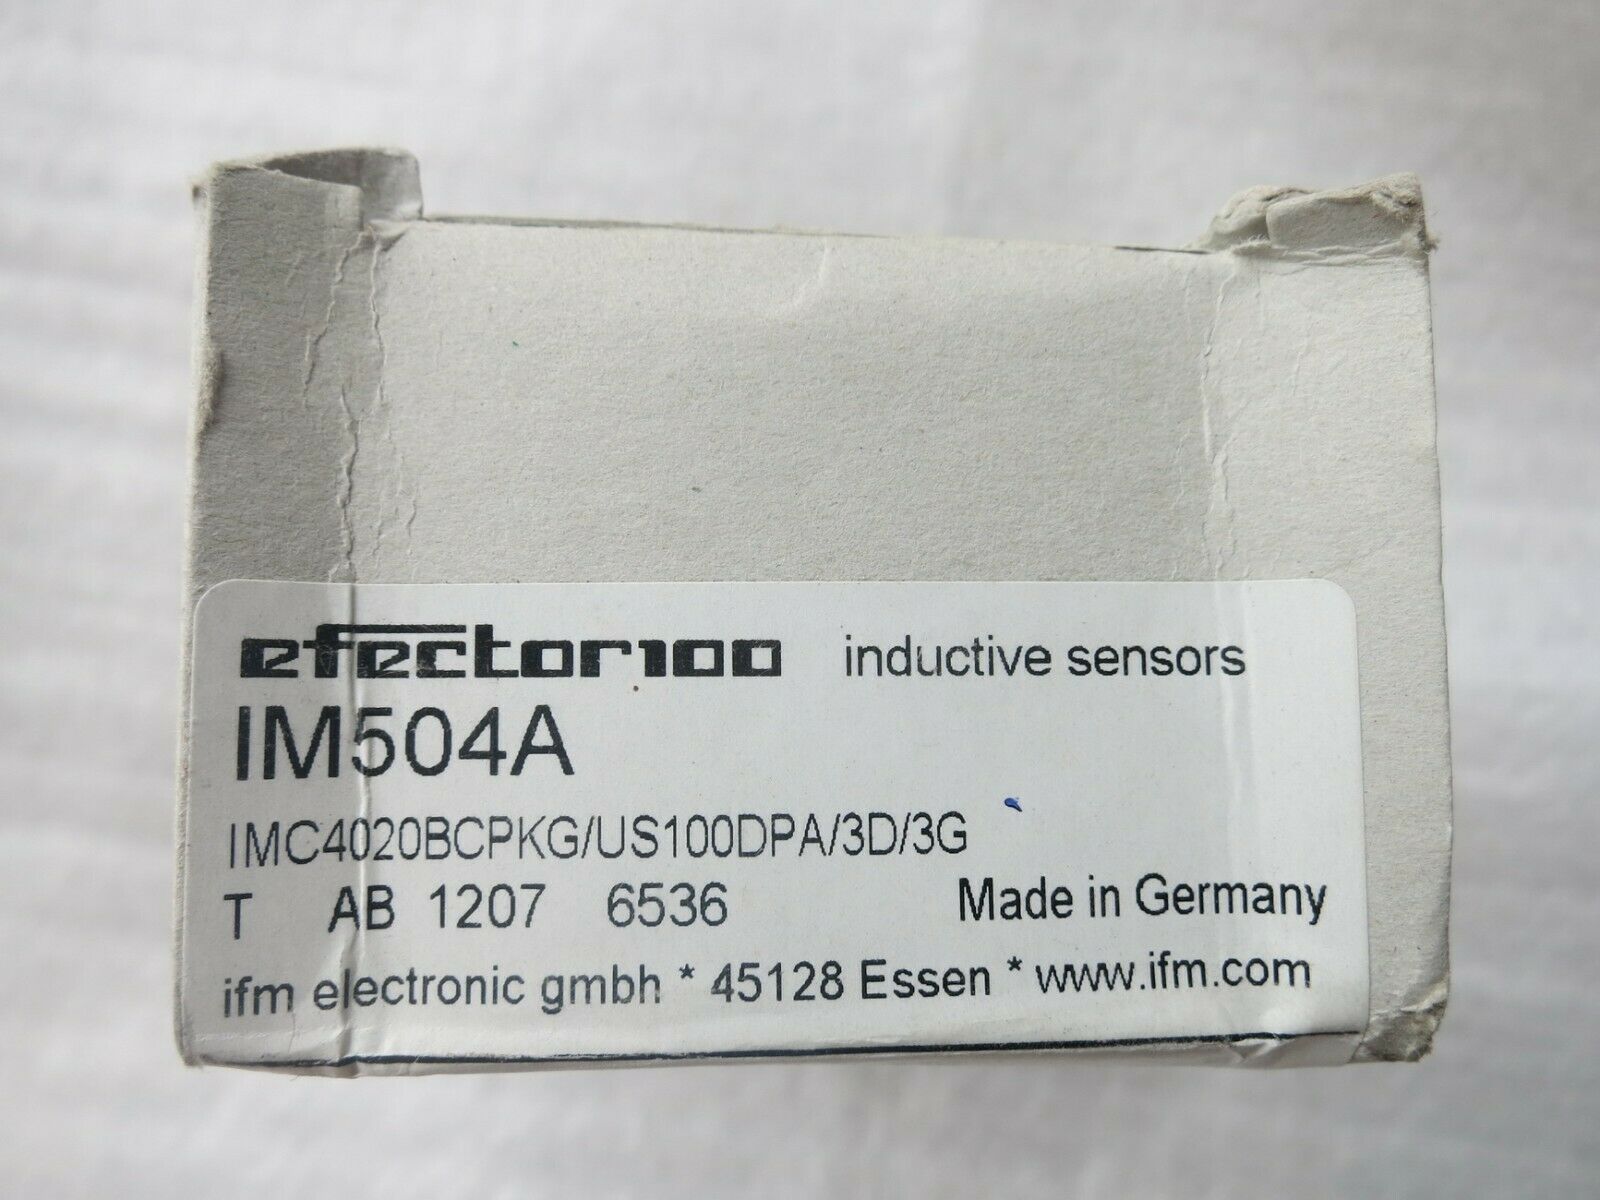 efector100 inductive sensors
IM504A
IMC4020BCPKG/US100DPA/3D/3G
T AB 1207 6536 Made in Germany
ifm electronic gmbh * 45128 Essen * www.ifm.com